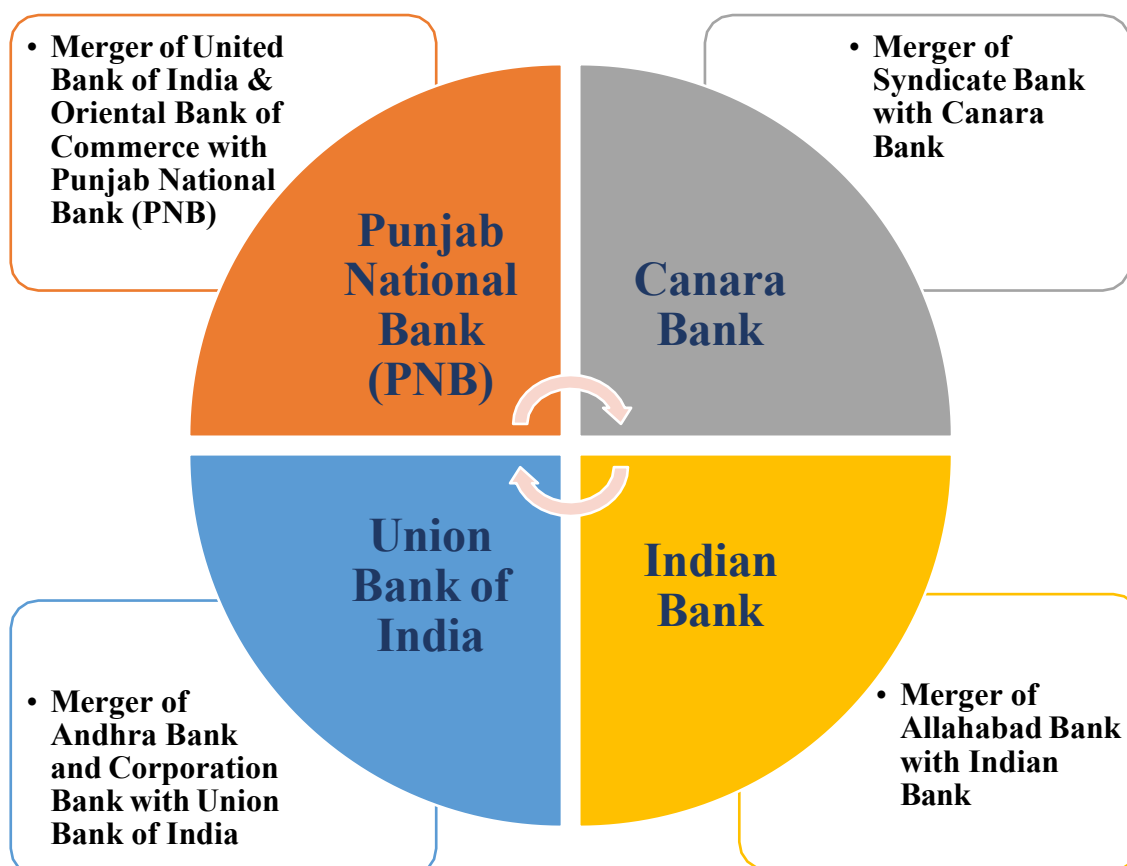 • Merger of United
Bank of India &
Oriental Bank of
Commerce with
Punjab National
Bank (PNB)
• Merger of
Syndicate Bank
with Canara
Bank
Punjab
National
Bank
(PNB)
Canara
Bank
Union
Bank of
India
Indian
Bank
• Merger of
Andhra Bank
and Corporation
Bank with Union
Bank of India
• Merger of
Allahabad Bank
with Indian
Bank